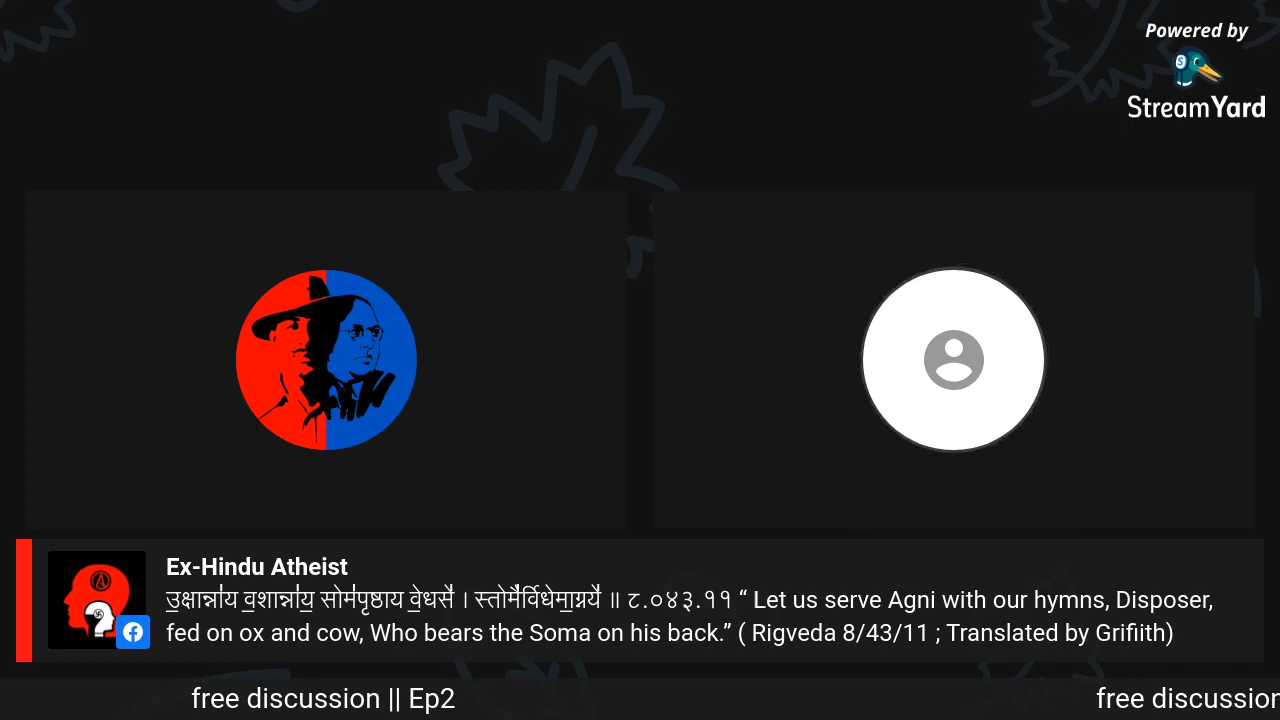 Powered by
StreamYard
Ex-Hindu Atheist
उ॒क्षान्ना॑य व॒शान्ना॑य॒ सोम॑पृष्ठाय वे॒धसे॑ । स्तोमै॑र्विधेमा॒ग्नये॑ ॥ ८.०४३.११ “ Let us serve Agni with our hymns, Disposer,
fed on ox and cow, Who bears the Soma on his back.” ( Rigveda 8/43/11 ; Translated by Grifiith)
free discussion || Ep2 free discussion